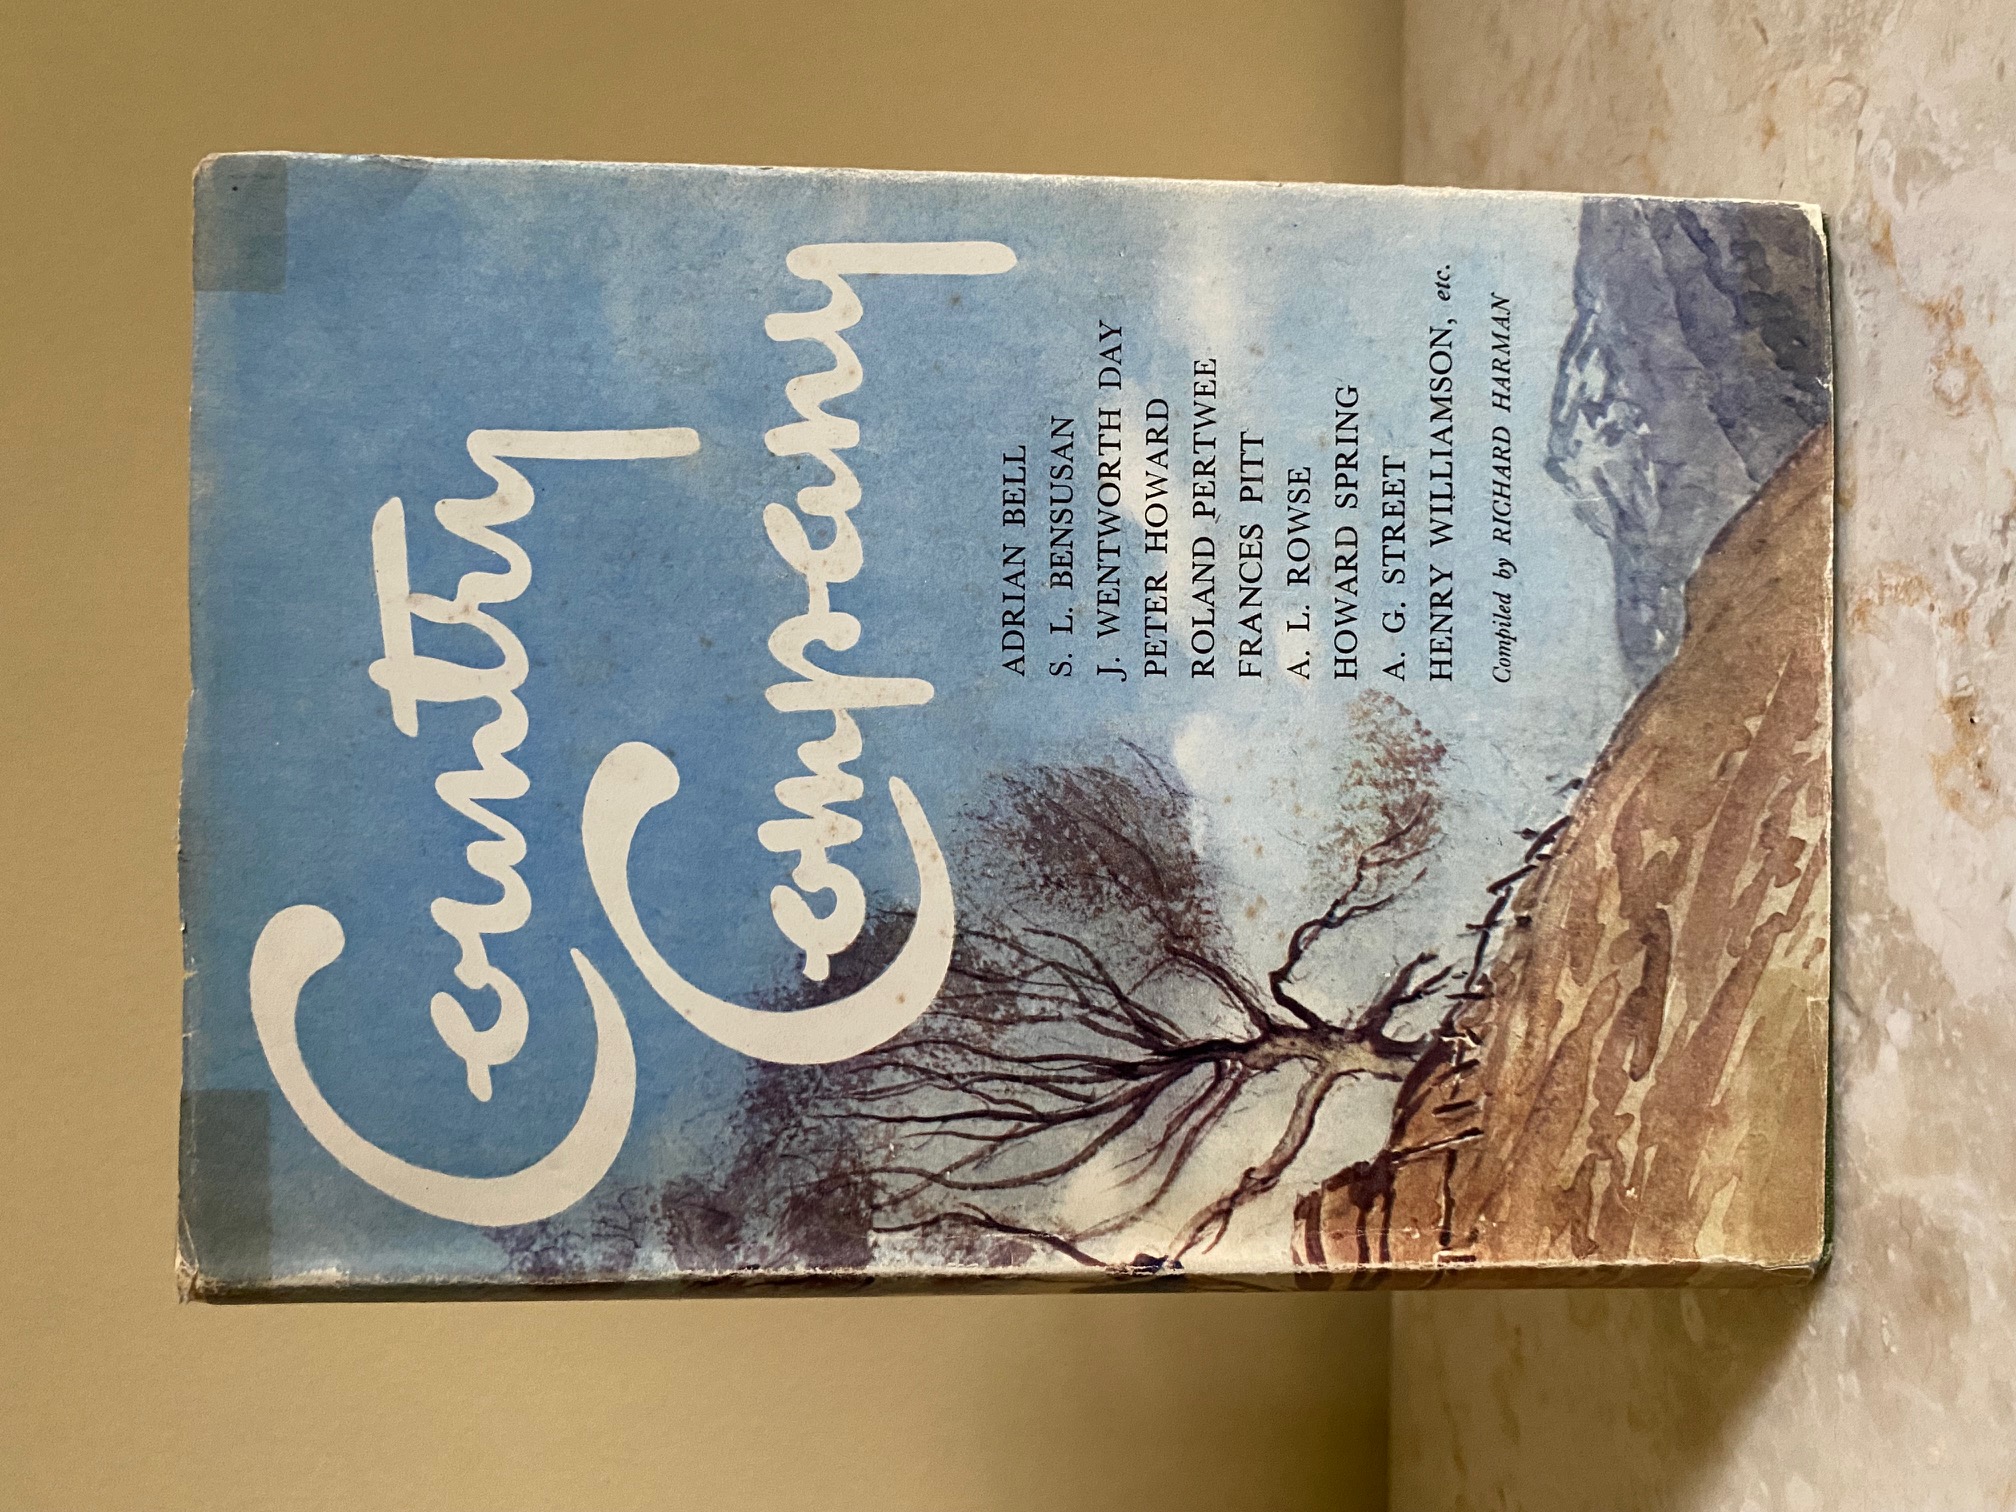 Country
Company
ADRIAN BELL
S. L. BENSUSAN
J. WENTWORTH DAY
PETER HOWARD
ROLAND PERTWEE
FRANCES PITT
A. L. ROWSE
HOWARD SPRING
A. G. STREET
HENRY WILLIAMSON, etc.
Compiled by RICHARD HARMAN